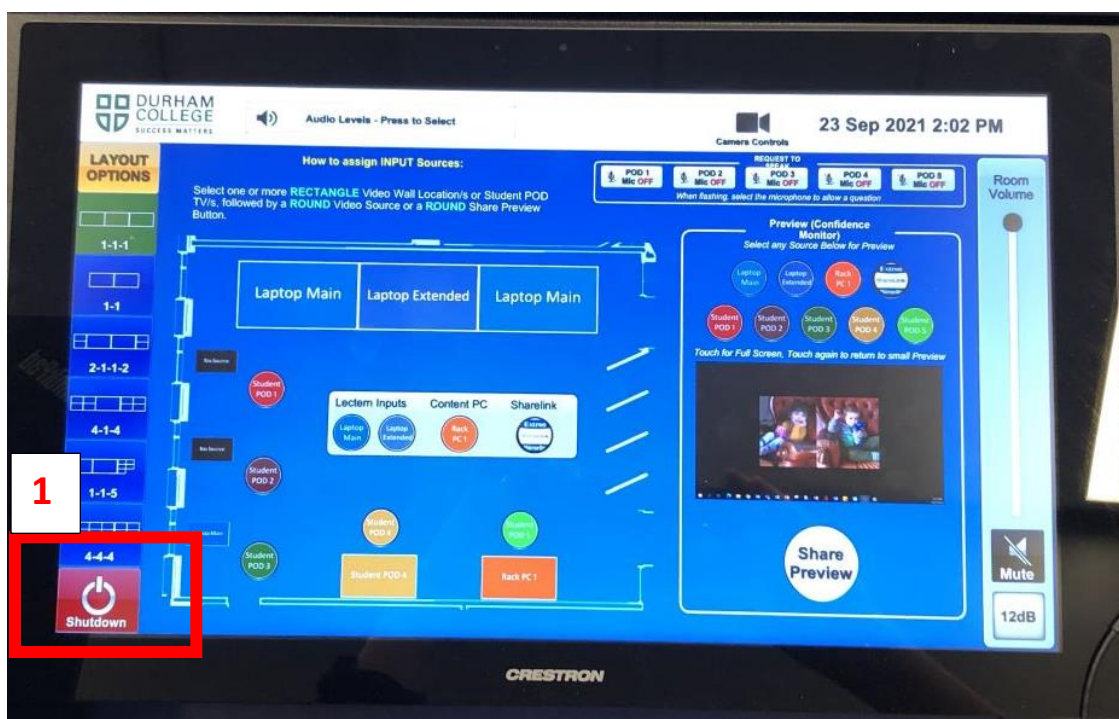 DURHAM
COLLEGE
SUCCESS MATTERS
Audio Levels - Press to Select
Camera Controls
23 Sep 2021 2:02 PM
LAYOUT
OPTIONS
1-1-1
1-1
2-1-1-2
4-1-4
1-1-5
4-4-4
1
Shutdown
How to assign INPUT Sources:
Select one or more RECTANGLE Video Wall Location/s or Student POD
TV/s, followed by a ROUND Video Source or a ROUND Share Preview
Button.
REQUEST TO
SPEAK
POD 1
Mic OFF
POD 2
Mic OFF
POD 3
Mic OFF
POD 4
Mic OFF
POD 5
Mic OFF
When flashing, select the microphone to allow a question
Laptop Main
Laptop Extended
Laptop Main
No Source
Student
POD 1
Lectern Inputs
Content PC
Sharelink
Laptop
Main
Laptop
Extended
Rack
PC 1
Extron
No Source
Student
POD 2
Student
POD 3
Student
POD 4
Student POD 4
Student
POD 5
Rack PC 1
Preview (Confidence
Monitor)
Select any Source Below for Preview
Laptop
Main
Laptop
Extended
Rack
PC 1
Extron
Student
POD 1
Student
POD 2
Student
POD 3
Student
POD 4
Student
POD 5
Touch for Full Screen, Touch again to return to small Preview
Share
Preview
Room
Volume
Mute
12dB
CRESTRON